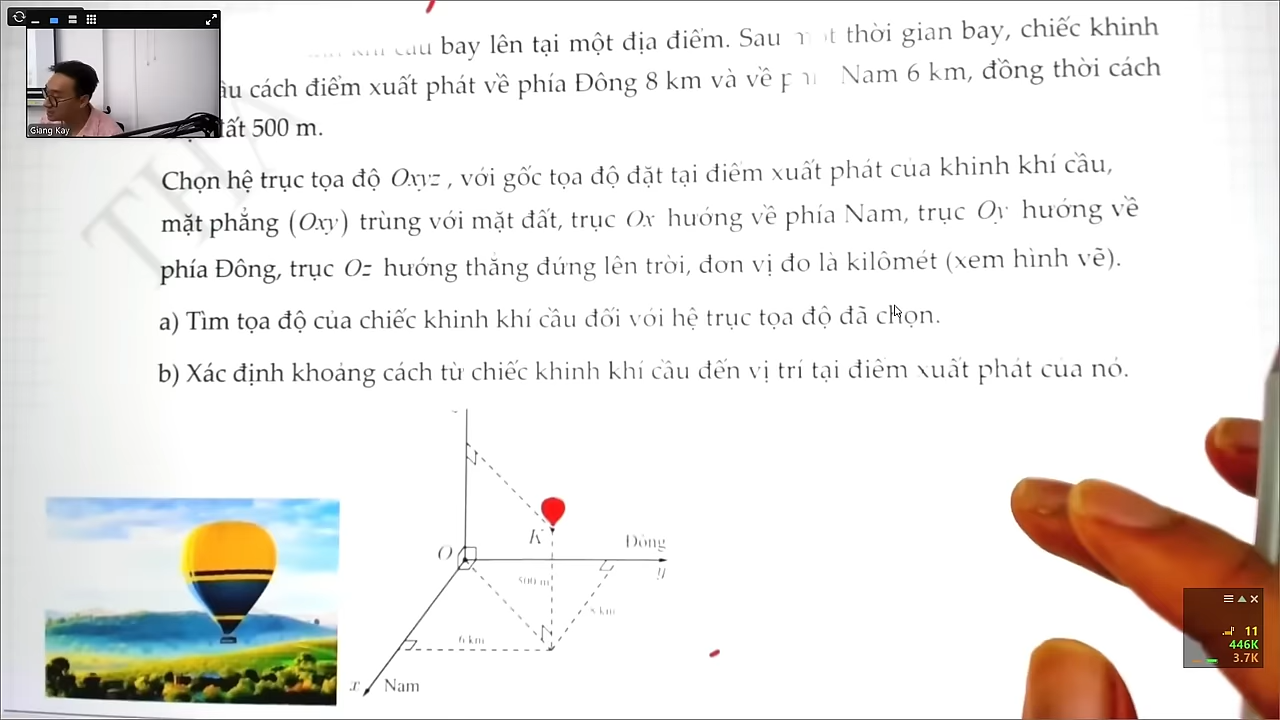 Giang Kay
bay lên tại một địa điểm. Sau thời gian bay, chiếc khinh
cách điểm xuất phát về phía Đông 8 km và về Nam 6 km, đồng thời cách
đất 500 m.
Chọn hệ trục tọa độ Oxyz, với gốc tọa độ đặt tại điểm xuất phát của khinh khí cầu,
mặt phẳng (Oxy) trùng với mặt đất, trục Ox hướng về phía Nam, trục Oy hướng về
phía Đông, trục Oz hướng thẳng đứng lên trời, đơn vị đo là kilômét (xem hình vẽ).
a) Tìm tọa độ của chiếc khinh khí cầu đối với hệ trục tọa độ đã chọn.
b) Xác định khoảng cách từ chiếc khinh khí cầu đến vị trí tại điểm xuất phát của nó.
K
O
Đông
y
500 m
8 km
6 km
x
Nam
11
446K
3.7K